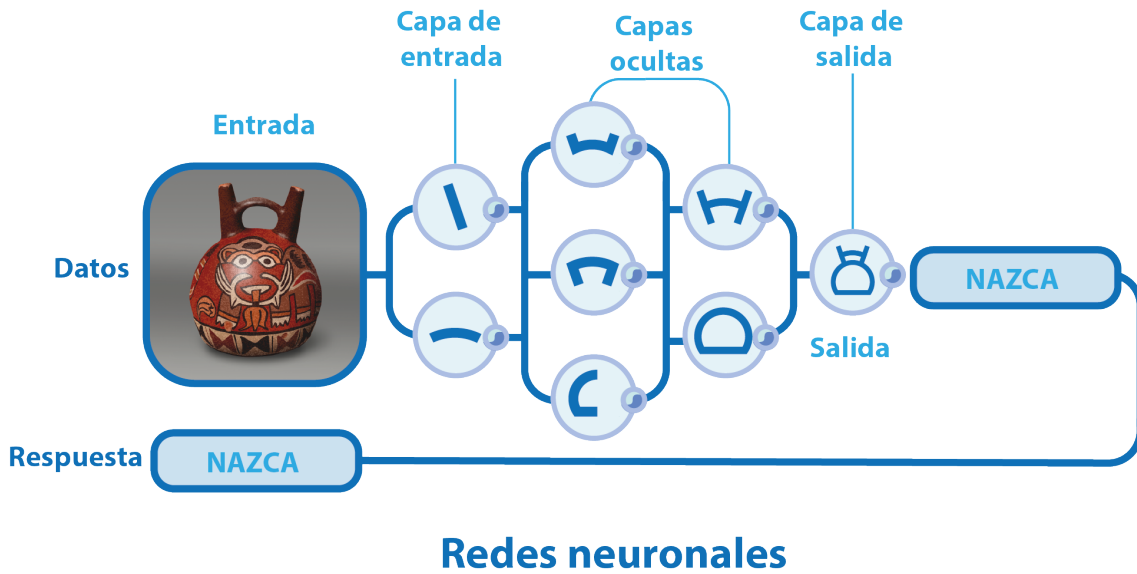 Capa de
entrada
Capas
ocultas
Capa de
salida
Entrada
Datos
NAZCA
Salida
Respuesta
NAZCA
Redes neuronales